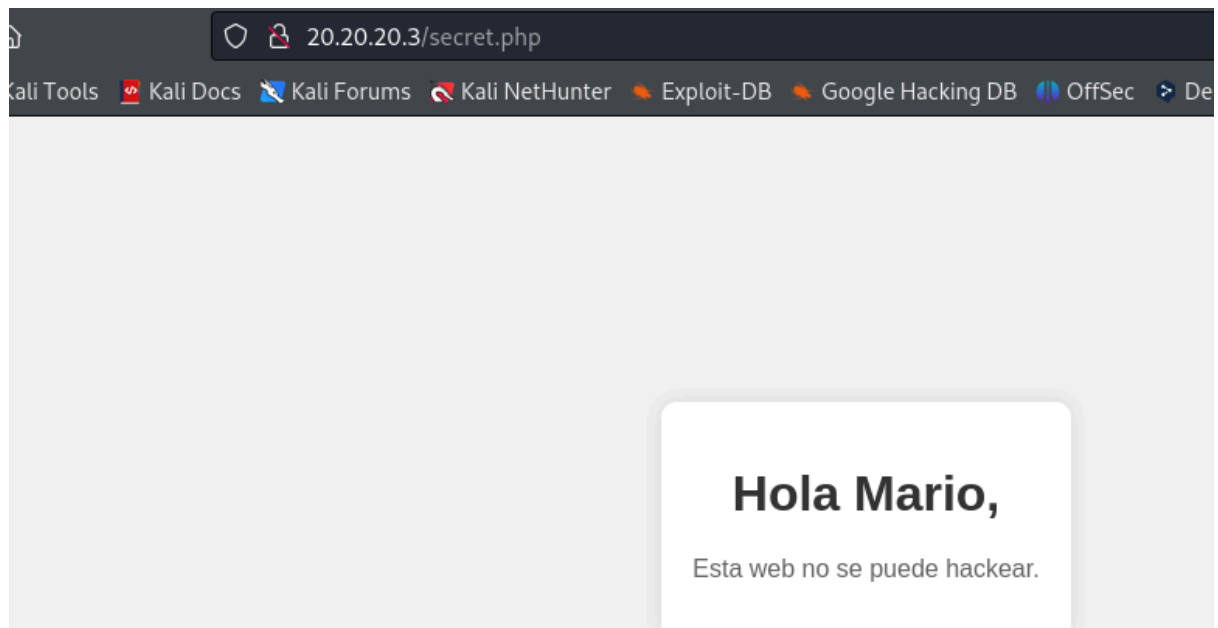 20.20.20.3/secret.php
Kali Tools Kali Docs Kali Forums Kali NetHunter Exploit-DB Google Hacking DB OffSec De
Hola Mario,
Esta web no se puede hackear.